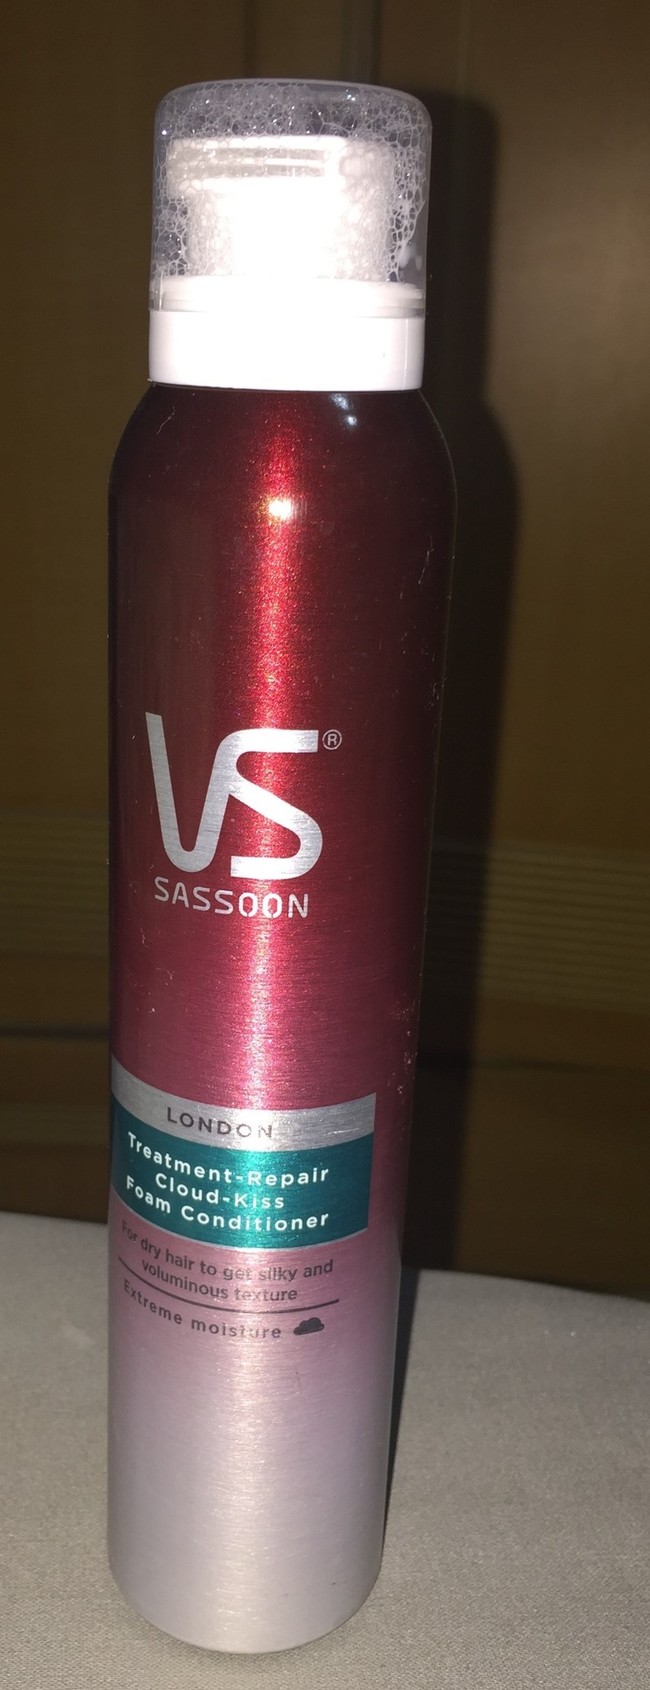 VS®
SASSOON
LONDON
Treatment-Repair
Cloud-Kiss
Foam Conditioner
For dry hair to get silky and
voluminous texture
Extreme moisture